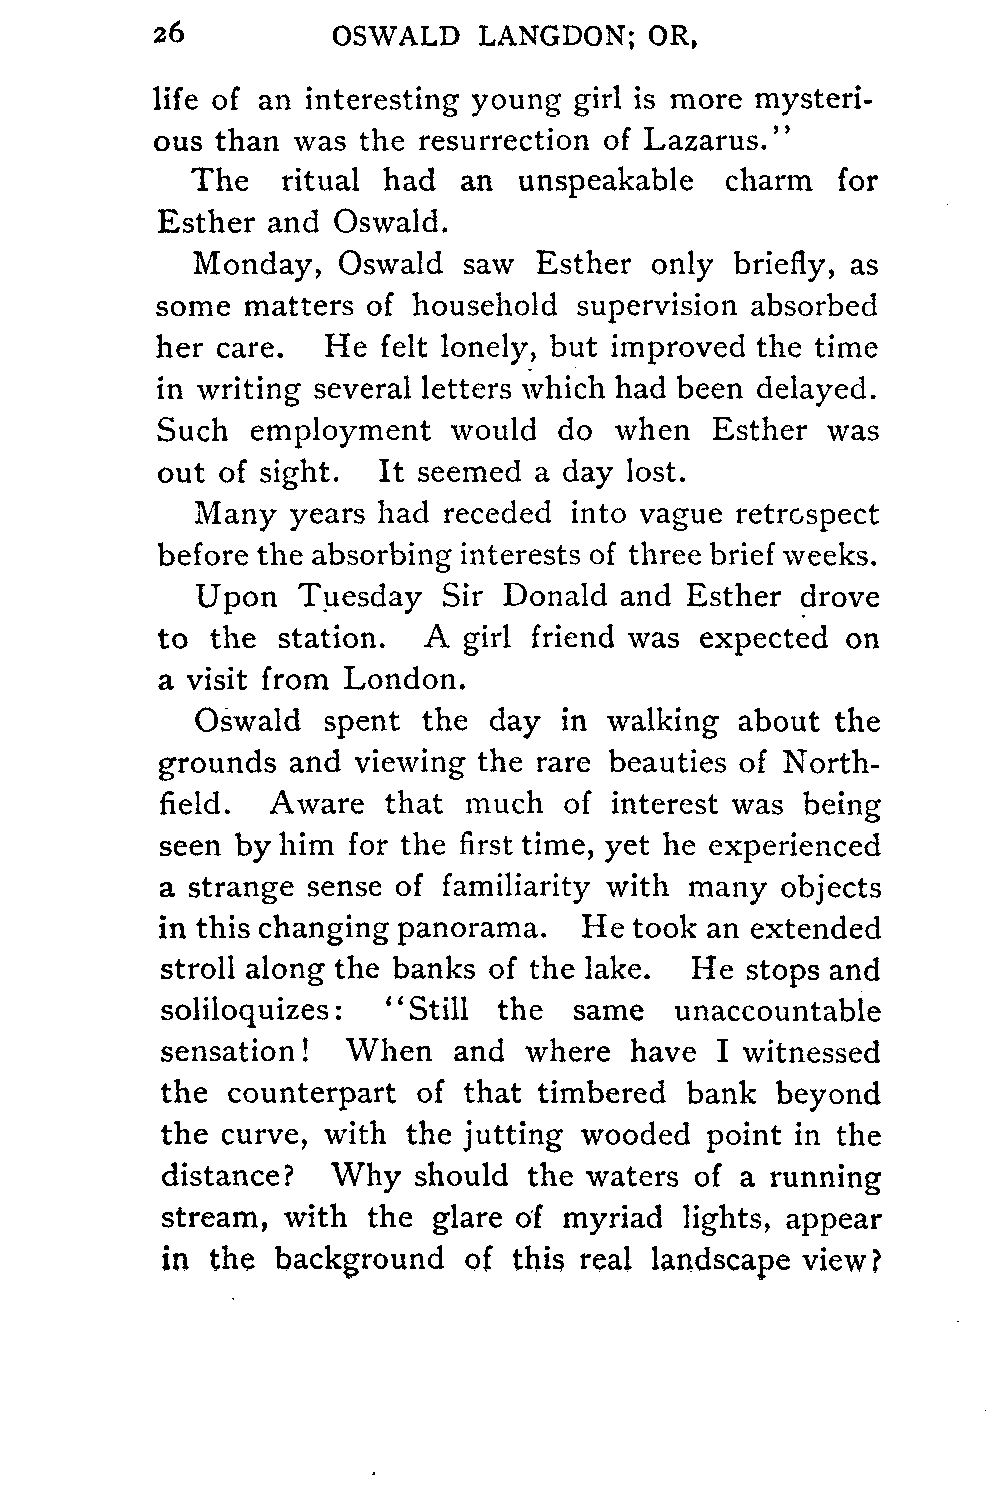 26 OSWALD LANGDON; OR,
life of an interesting young girl is more mysteri-
ous than was the resurrection of Lazarus.”
The ritual had an unspeakable charm for
Esther and Oswald.
Monday, Oswald saw Esther only briefly, as
some matters of household supervision absorbed
her care. He felt lonely, but improved the time
in writing several letters which had been delayed.
Such employment would do when Esther was
out of sight. It seemed a day lost.
Many years had receded into vague retrospect
before the absorbing interests of three brief weeks.
Upon Tuesday Sir Donald and Esther drove
to the station. A girl friend was expected on
a visit from London.
Oswald spent the day in walking about the
grounds and viewing the rare beauties of North-
field. Aware that much of interest was being
seen by him for the first time, yet he experienced
a strange sense of familiarity with many objects
in this changing panorama. He took an extended
stroll along the banks of the lake. He stops and
soliloquizes: “Still the same unaccountable
sensation! When and where have I witnessed
the counterpart of that timbered bank beyond
the curve, with the jutting wooded point in the
distance? Why should the waters of a running
stream, with the glare of myriad lights, appear
in the background of this real landscape view?